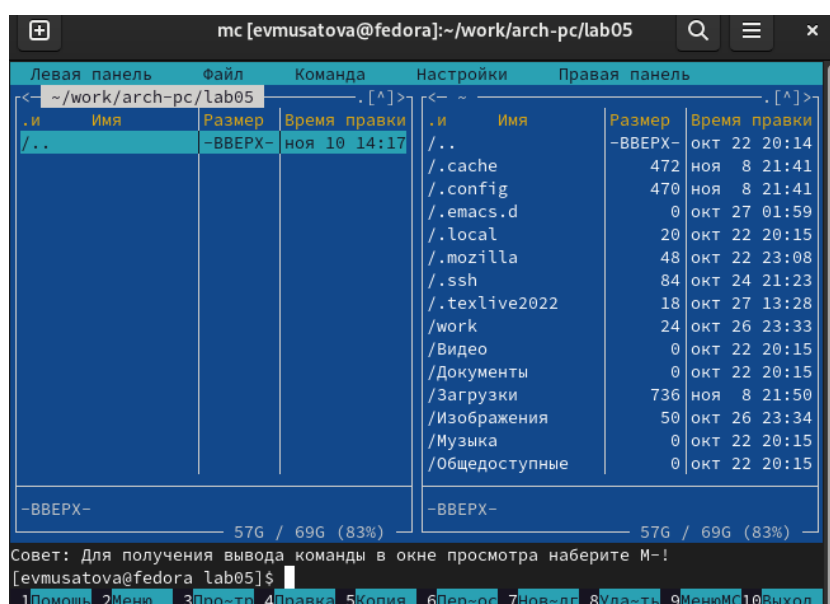 mc [evmusatova@fedora]:~/work/arch-pc/lab05
Левая панель Файл Команда Настройки Правая панель
<─ ~/work/arch-pc/lab05 .[^]>
.и Имя Размер Время правки
/.. -ВВЕРХ- ноя 10 14:17
-ВВЕРХ-
57G / 69G (83%)
<─ ~ .[^]>
.и Имя Размер Время правки
/.. -ВВЕРХ- окт 22 20:14
/.cache 472 ноя 8 21:41
/.config 470 ноя 8 21:41
/.emacs.d 0 окт 27 01:59
/.local 20 окт 22 20:15
/.mozilla 48 окт 22 23:08
/.ssh 84 окт 24 21:23
/.texlive2022 18 окт 27 13:28
/work 24 окт 26 23:33
/Видео 0 окт 22 20:15
/Документы 0 окт 22 20:15
/Загрузки 736 ноя 8 21:50
/Изображения 50 окт 26 23:34
/Музыка 0 окт 22 20:15
/Общедоступные 0 окт 22 20:15
-ВВЕРХ-
57G / 69G (83%)
Совет: Для получения вывода команды в окне просмотра наберите M-!
[evmusatova@fedora lab05]$
1Помощь 2Меню 3Про~тр 4Правка 5Копия 6Пер~ос 7Нов~лг 8Уда~ть 9МенюMC 10Выход